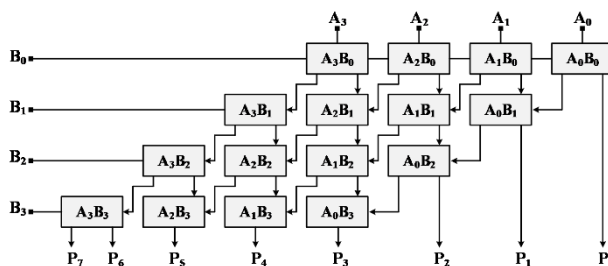 A₃ A₂ A₁ A₀
B₀ A₃B₀ A₂B₀ A₁B₀ A₀B₀
B₁ A₃B₁ A₂B₁ A₁B₁ A₀B₁
B₂ A₃B₂ A₂B₂ A₁B₂ A₀B₂
B₃ A₃B₃ A₂B₃ A₁B₃ A₀B₃
P₇ P₆ P₅ P₄ P₃ P₂ P₁ P